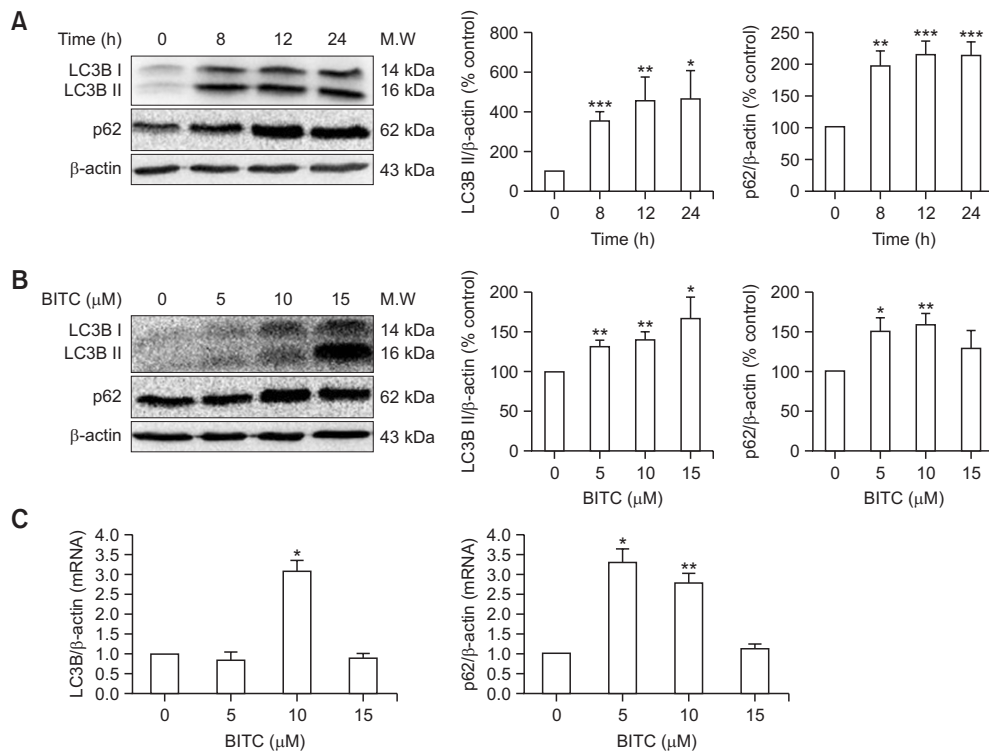 A
Time (h) 0 8 12 24 M.W
LC3B I 14 kDa
LC3B II 16 kDa
p62 62 kDa
β-actin 43 kDa
LC3B II/β-actin (% control)
800
600
400
200
0
***
**
*
0 8 12 24
Time (h)
p62/β-actin (% control)
250
200
150
100
50
0
**
***
***
0 8 12 24
Time (h)
B
BITC (μM) 0 5 10 15 M.W
LC3B I 14 kDa
LC3B II 16 kDa
p62 62 kDa
β-actin 43 kDa
LC3B II/β-actin (% control)
200
150
100
50
0
**
**
*
0 5 10 15
BITC (μM)
p62/β-actin (% control)
200
150
100
50
0
*
**
0 5 10 15
BITC (μM)
C
LC3B/β-actin (mRNA)
4.0
3.5
3.0
2.5
2.0
1.5
1.0
0.5
0
*
0 5 10 15
BITC (μM)
p62/β-actin (mRNA)
4.0
3.5
3.0
2.5
2.0
1.5
1.0
0.5
0
*
**
0 5 10 15
BITC (μM)